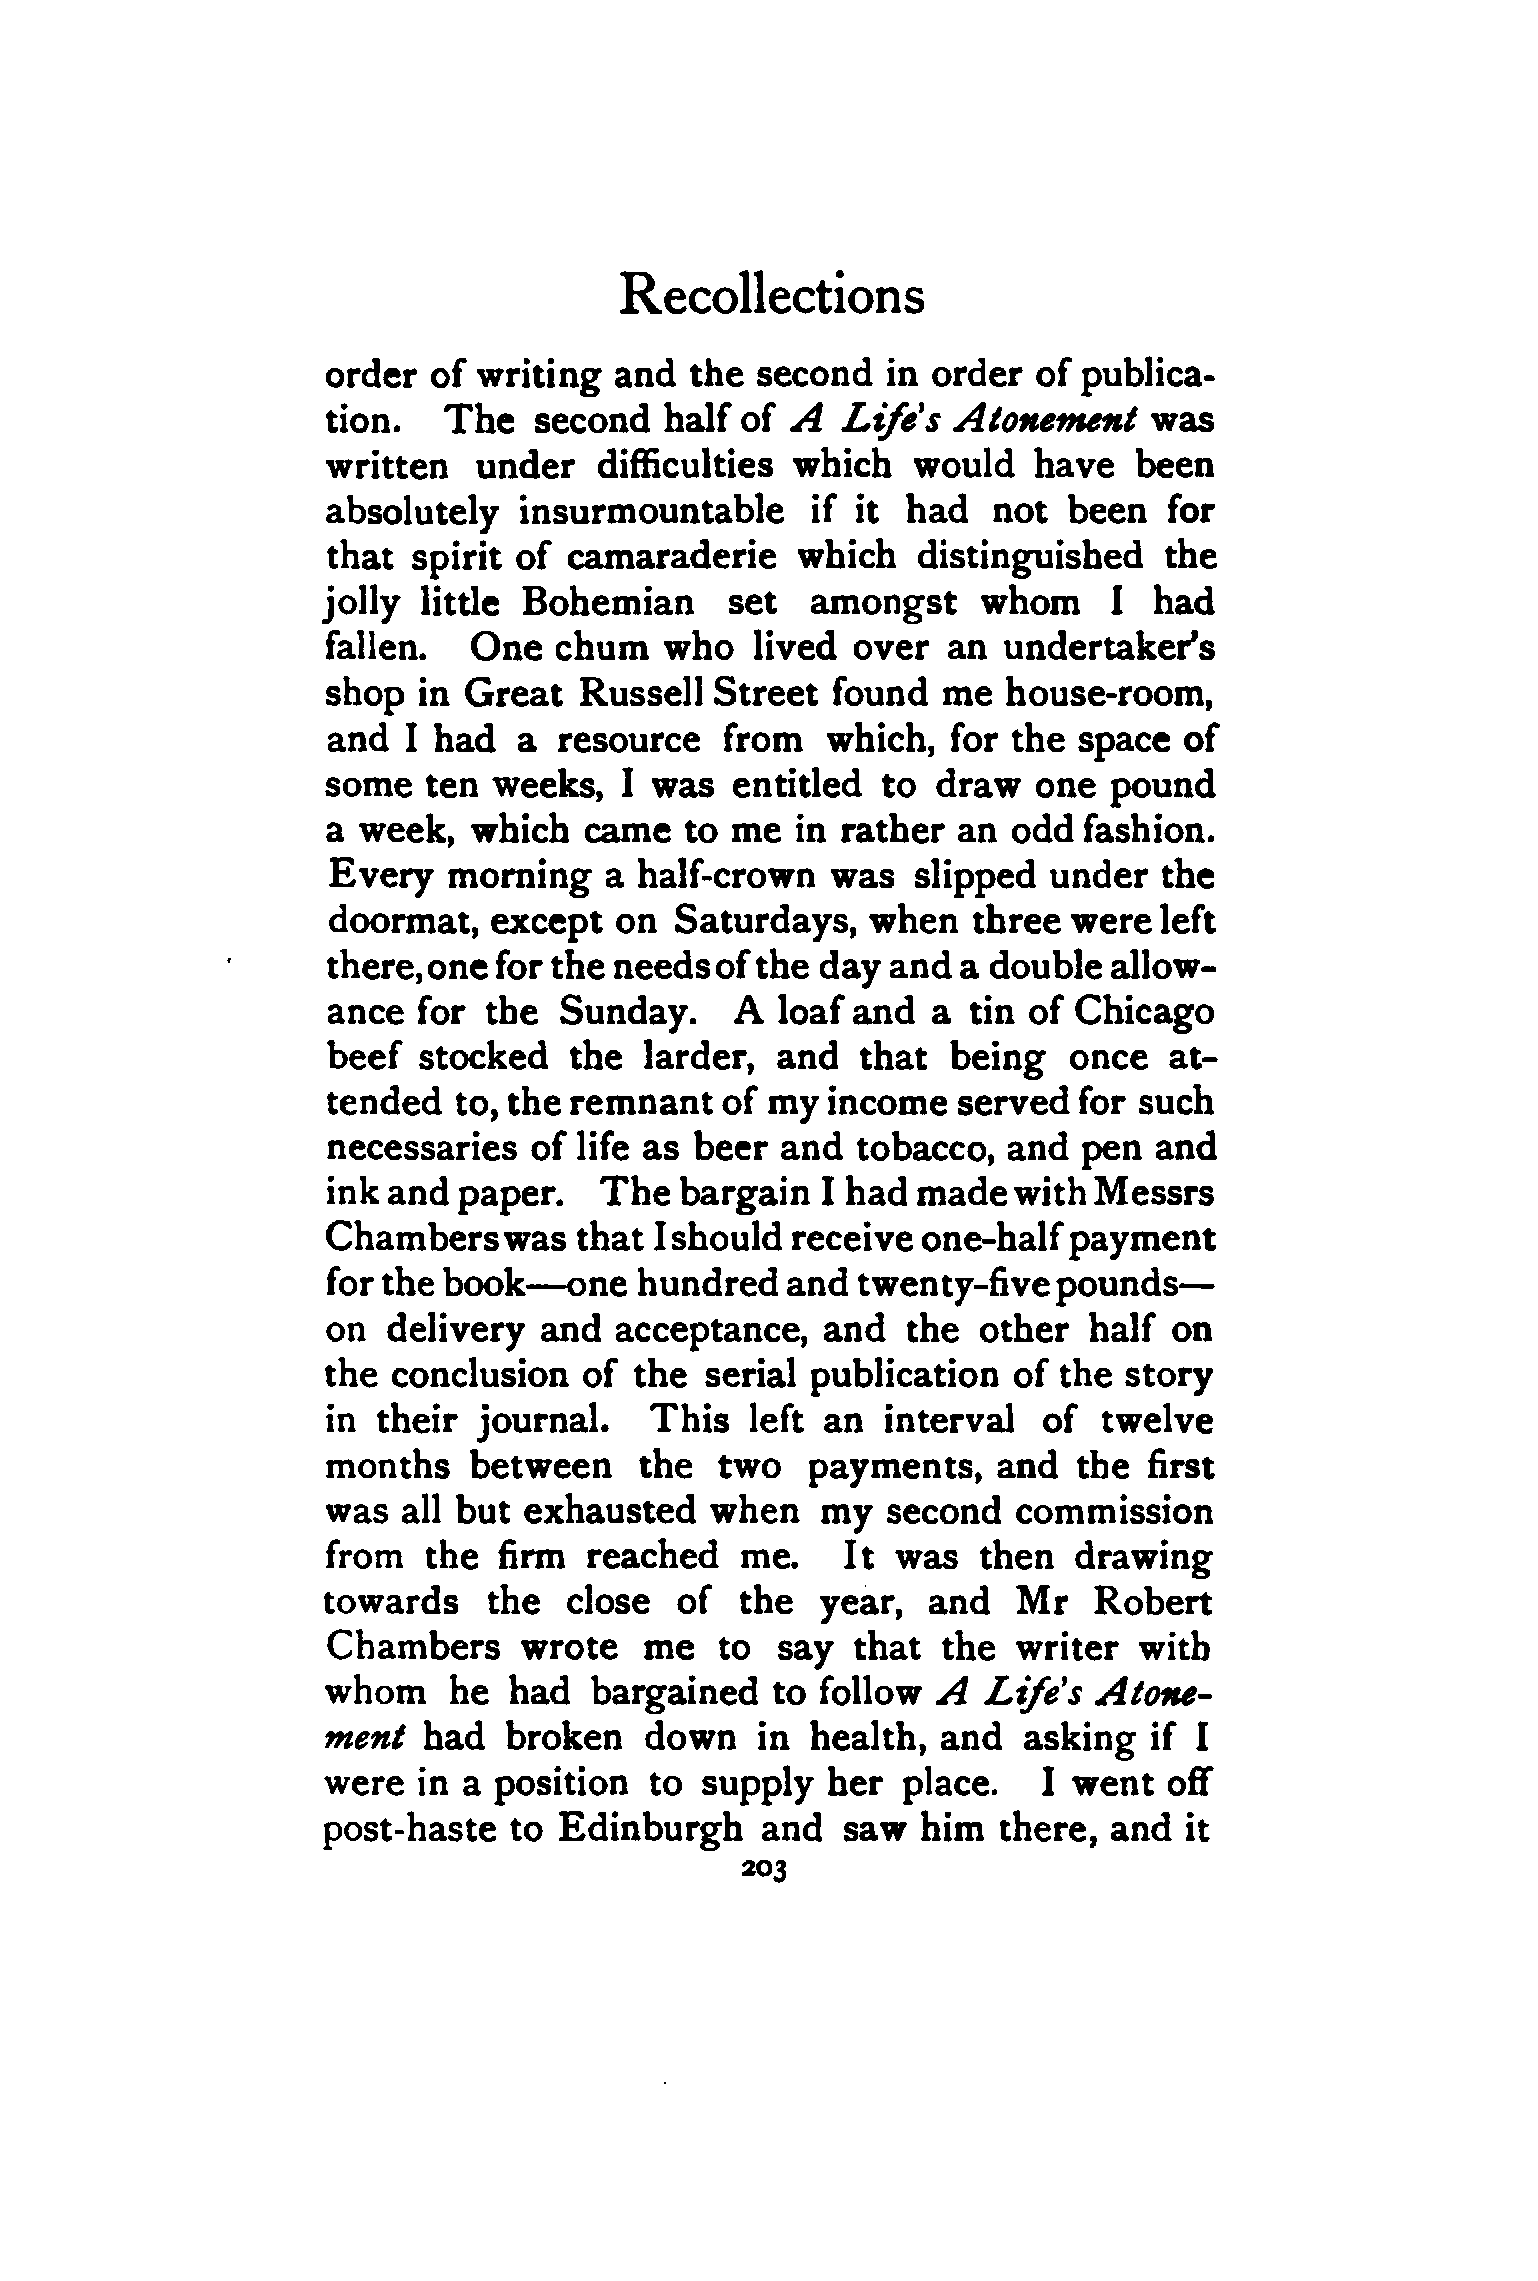 Recollections
order of writing and the second in order of publica-
tion. The second half of A Life's Atonement was
written under difficulties which would have been
absolutely insurmountable if it had not been for
that spirit of camaraderie which distinguished the
jolly little Bohemian set amongst whom I had
fallen. One chum who lived over an undertaker's
shop in Great Russell Street found me house-room,
and I had a resource from which, for the space of
some ten weeks, I was entitled to draw one pound
a week, which came to me in rather an odd fashion.
Every morning a half-crown was slipped under the
doormat, except on Saturdays, when three were left
there, one for the needs of the day and a double allow-
ance for the Sunday. A loaf and a tin of Chicago
beef stocked the larder, and that being once at-
tended to, the remnant of my income served for such
necessaries of life as beer and tobacco, and pen and
ink and paper. The bargain I had made with Messrs
Chambers was that I should receive one-half payment
for the book—one hundred and twenty-five pounds—
on delivery and acceptance, and the other half on
the conclusion of the serial publication of the story
in their journal. This left an interval of twelve
months between the two payments, and the first
was all but exhausted when my second commission
from the firm reached me. It was then drawing
towards the close of the year, and Mr Robert
Chambers wrote me to say that the writer with
whom he had bargained to follow A Life's Atone-
ment had broken down in health, and asking if I
were in a position to supply her place. I went off
post-haste to Edinburgh and saw him there, and it
203